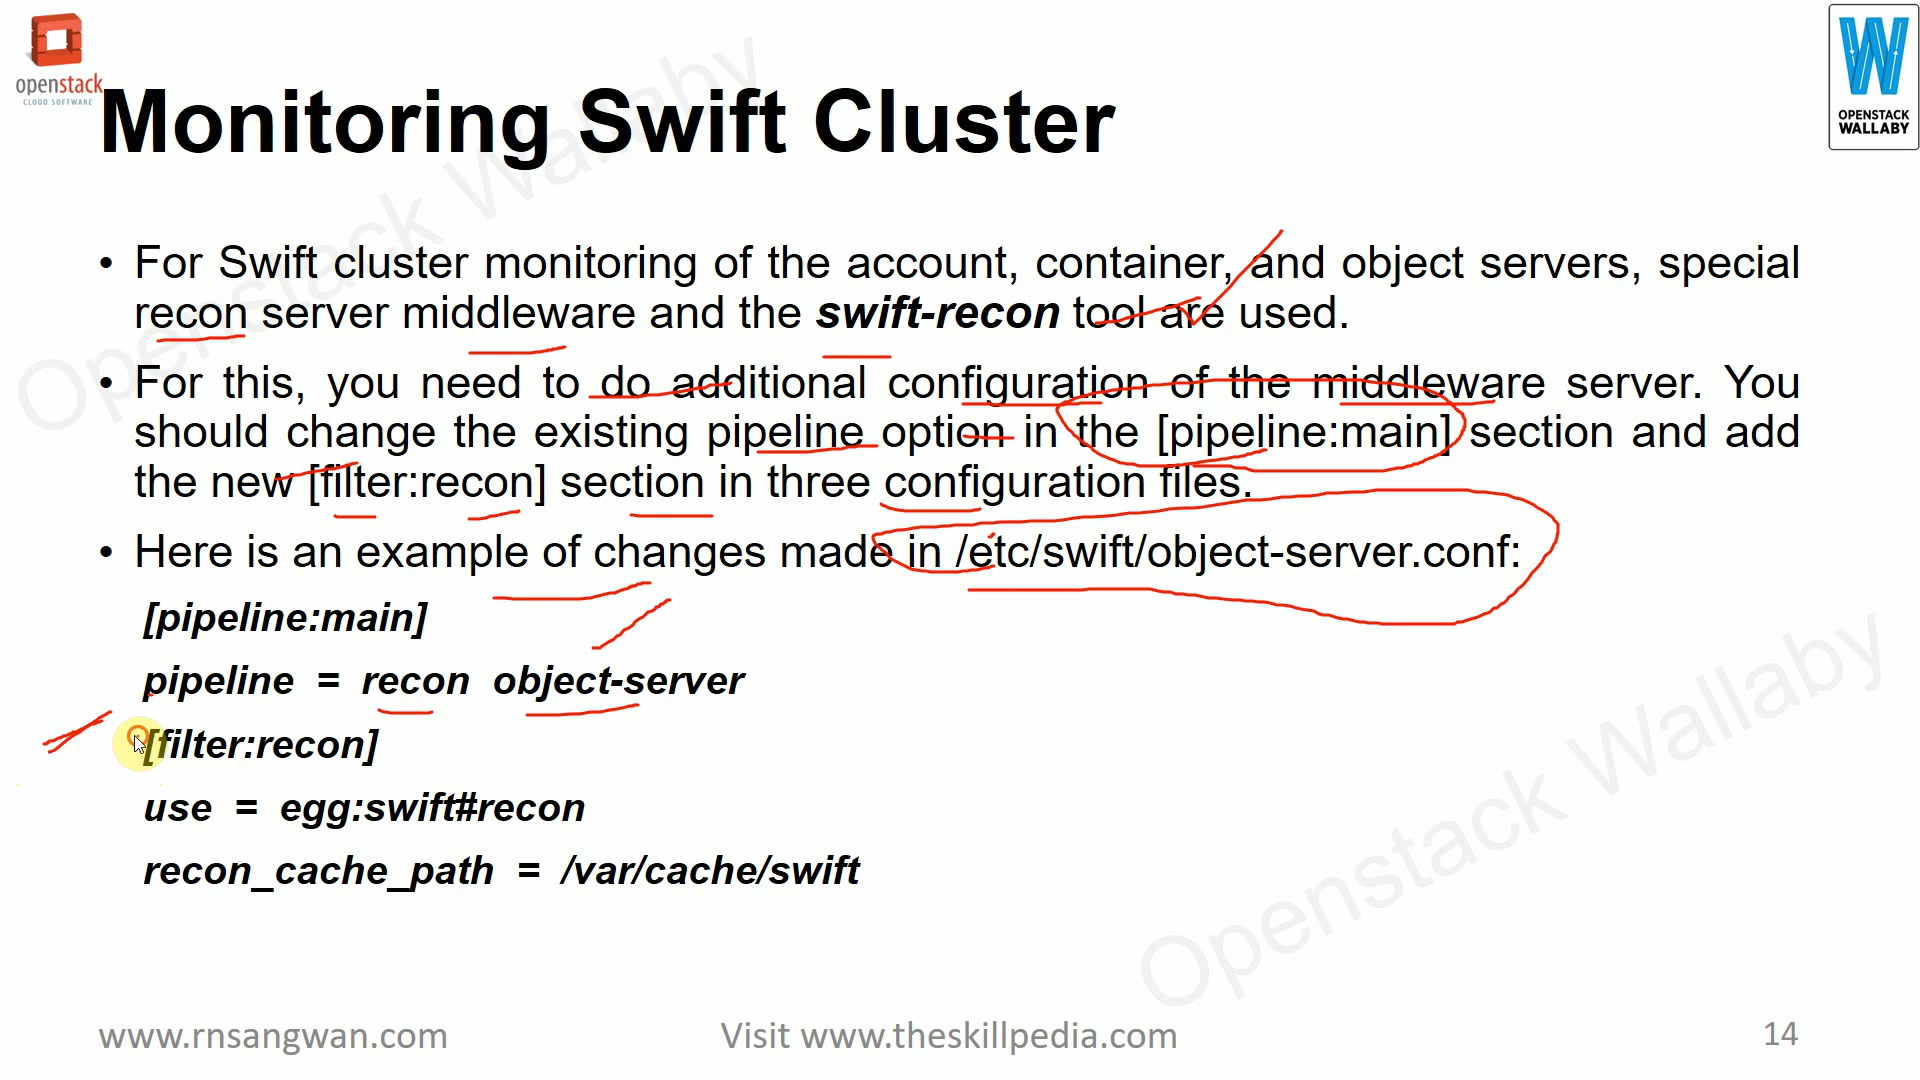 openstack
CLOUD SOFTWARE
OPENSTACK
WALLABY
Monitoring Swift Cluster
• For Swift cluster monitoring of the account, container, and object servers, special
recon server middleware and the swift-recon tool are used.
• For this, you need to do additional configuration of the middleware server. You
should change the existing pipeline option in the [pipeline:main] section and add
the new [filter:recon] section in three configuration files.
• Here is an example of changes made in /etc/swift/object-server.conf:
[pipeline:main]
pipeline = recon object-server
[filter:recon]
use = egg:swift#recon
recon_cache_path = /var/cache/swift
Openstack Wallaby
Openstack Wallaby
www.rnsangwan.com
Visit www.theskillpedia.com
14